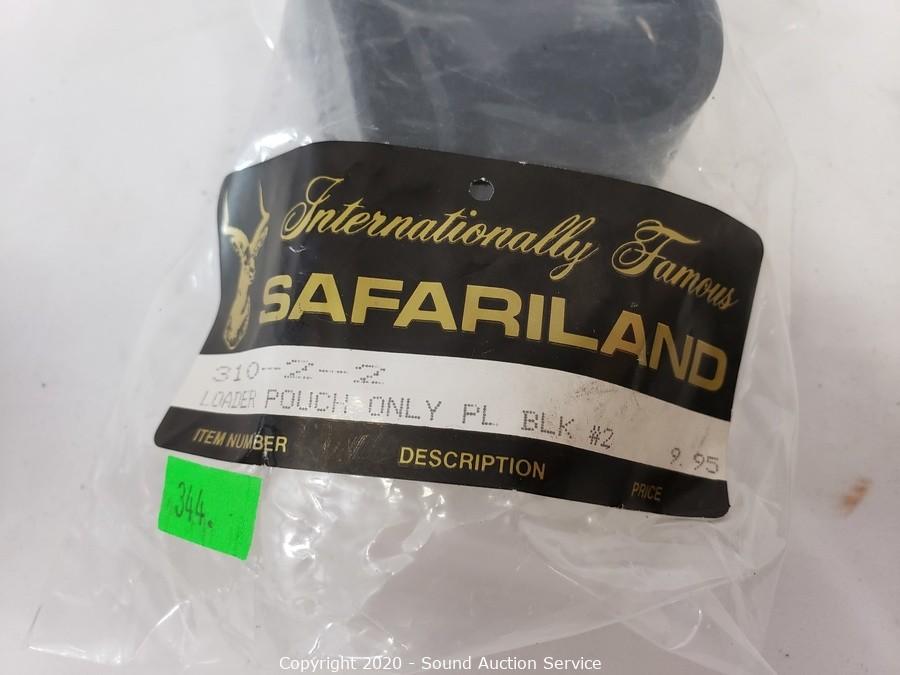 Internationally Famous
SAFARILAND
310-2--2
LOADER POUCH ONLY PL BLK #2 9.95
ITEM NUMBER DESCRIPTION PRICE
344.
Copyright 2020 - Sound Auction Service